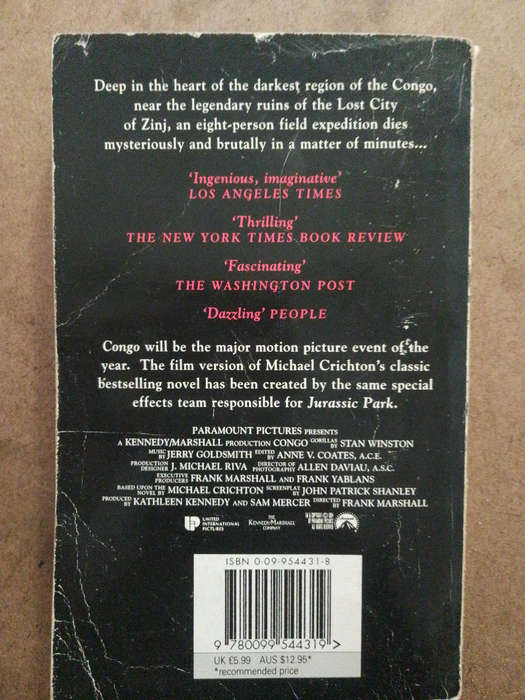 Deep in the heart of the darkest region of the Congo,
near the legendary ruins of the Lost City
of Zinj, an eight-person field expedition dies
mysteriously and brutally in a matter of minutes...
'Ingenious, imaginative'
LOS ANGELES TIMES
'Thrilling'
THE NEW YORK TIMES BOOK REVIEW
'Fascinating'
THE WASHINGTON POST
'Dazzling' PEOPLE
Congo will be the major motion picture event of the
year. The film version of Michael Crichton's classic
bestselling novel has been created by the same special
effects team responsible for Jurassic Park.
PARAMOUNT PICTURES PRESENTS
A KENNEDY/MARSHALL PRODUCTION CONGO GORILLAS BY STAN WINSTON
MUSIC BY JERRY GOLDSMITH EDITED BY ANNE V. COATES, A.C.E.
PRODUCTION DESIGNER J. MICHAEL RIVA DIRECTOR OF PHOTOGRAPHY ALLEN DAVIAU, A.S.C.
EXECUTIVE PRODUCERS FRANK MARSHALL AND FRANK YABLANS
BASED UPON THE NOVEL BY MICHAEL CRICHTON SCREENPLAY BY JOHN PATRICK SHANLEY
PRODUCED BY KATHLEEN KENNEDY AND SAM MERCER DIRECTED BY FRANK MARSHALL
UNITED INTERNATIONAL PICTURES
THE KENNEDY/MARSHALL COMPANY
ISBN 0-09-954431-8
9 780099 544319 >
UK £5.99 AUS $12.95*
*recommended price